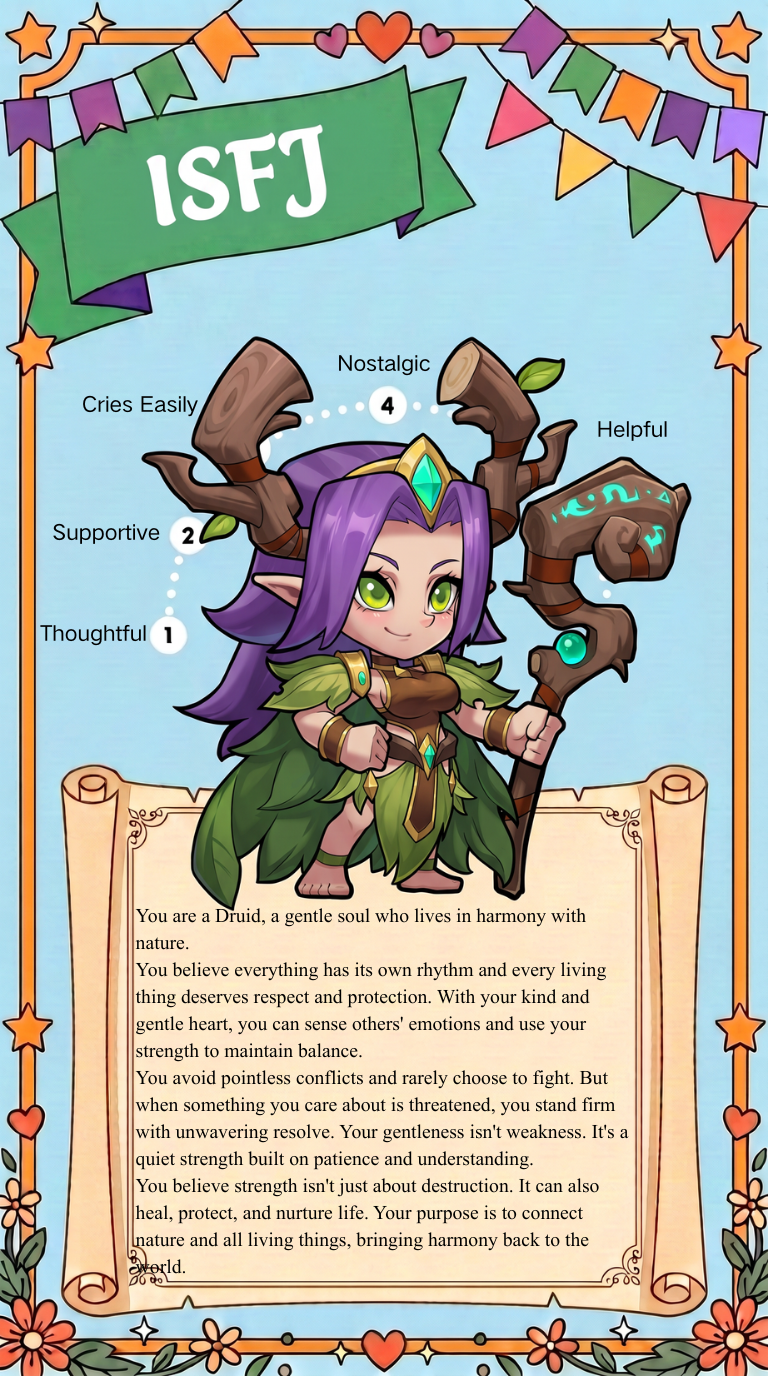 ISFJ
Nostalgic
4
Cries Easily
Helpful
Supportive
2
Thoughtful
1
You are a Druid, a gentle soul who lives in harmony with
nature.
You believe everything has its own rhythm and every living
thing deserves respect and protection. With your kind and
gentle heart, you can sense others' emotions and use your
strength to maintain balance.
You avoid pointless conflicts and rarely choose to fight. But
when something you care about is threatened, you stand firm
with unwavering resolve. Your gentleness isn't weakness. It's a
quiet strength built on patience and understanding.
You believe strength isn't just about destruction. It can also
heal, protect, and nurture life. Your purpose is to connect
nature and all living things, bringing harmony back to the
world.